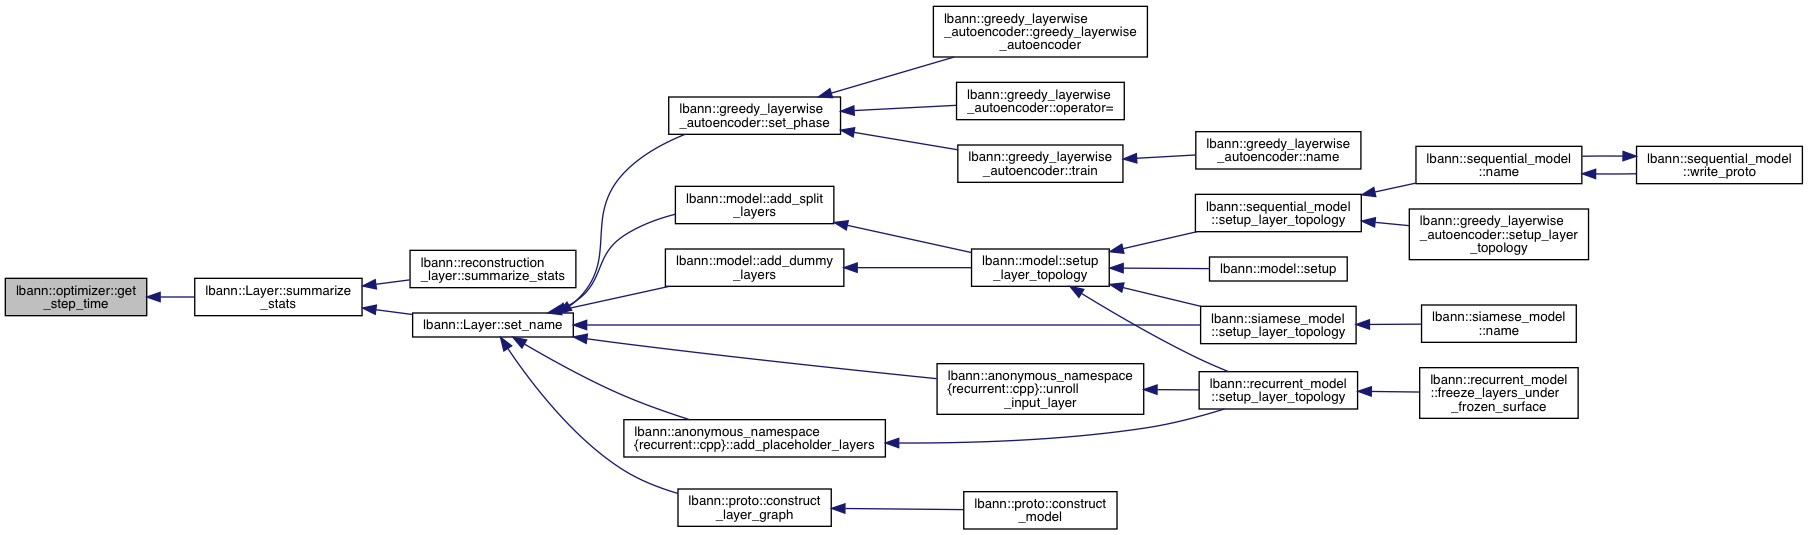 lbann::optimizer::get
_step_time
lbann::Layer::summarize
_stats
lbann::reconstruction
_layer::summarize_stats
lbann::Layer::set_name
lbann::greedy_layerwise
_autoencoder::set_phase
lbann::greedy_layerwise
_autoencoder::greedy_layerwise
_autoencoder
lbann::greedy_layerwise
_autoencoder::operator=
lbann::greedy_layerwise
_autoencoder::train
lbann::greedy_layerwise
_autoencoder::name
lbann::model::add_split
_layers
lbann::model::add_dummy
_layers
lbann::model::setup
_layer_topology
lbann::sequential_model
::setup_layer_topology
lbann::sequential_model
::name
lbann::sequential_model
::write_proto
lbann::greedy_layerwise
_autoencoder::setup_layer
_topology
lbann::model::setup
lbann::siamese_model
::setup_layer_topology
lbann::siamese_model
::name
lbann::anonymous_namespace
{recurrent::cpp}::unroll
_input_layer
lbann::recurrent_model
::setup_layer_topology
lbann::recurrent_model
::freeze_layers_under
_frozen_surface
lbann::anonymous_namespace
{recurrent::cpp}::add_placeholder_layers
lbann::proto::construct
_layer_graph
lbann::proto::construct
_model